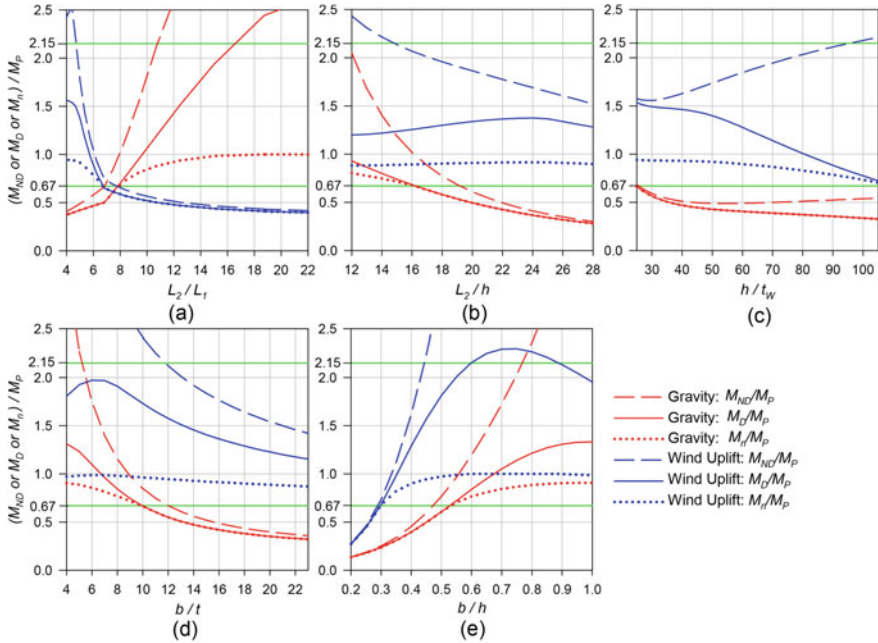 (M_ND or M_D or M_n) / M_P
2.5
2.15
2.0
1.5
1.0
0.67
0.5
0.0
4 6 8 10 12 14 16 18 20 22
L_2 / L_1
(a)
2.5
2.15
2.0
1.5
1.0
0.67
0.5
0.0
12 14 16 18 20 22 24 26 28
L_2 / h
(b)
2.5
2.15
2.0
1.5
1.0
0.67
0.5
0.0
30 40 50 60 70 80 90 100
h / t_W
(c)
(M_ND or M_D or M_n) / M_P
2.5
2.15
2.0
1.5
1.0
0.67
0.5
0.0
4 6 8 10 12 14 16 18 20 22
b / t
(d)
2.5
2.15
2.0
1.5
1.0
0.67
0.5
0.0
0.2 0.3 0.4 0.5 0.6 0.7 0.8 0.9 1.0
b / h
(e)
Gravity: M_ND/M_P
Gravity: M_D/M_P
Gravity: M_n/M_P
Wind Uplift: M_ND/M_P
Wind Uplift: M_D/M_P
Wind Uplift: M_n/M_P